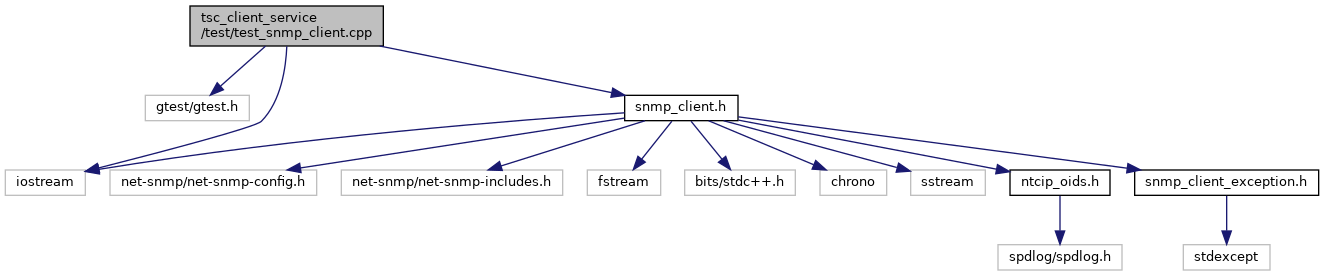 tsc_client_service
/test/test_snmp_client.cpp
gtest/gtest.h
snmp_client.h
iostream
net-snmp/net-snmp-config.h
net-snmp/net-snmp-includes.h
fstream
bits/stdc++.h
chrono
sstream
ntcip_oids.h
snmp_client_exception.h
spdlog/spdlog.h
stdexcept